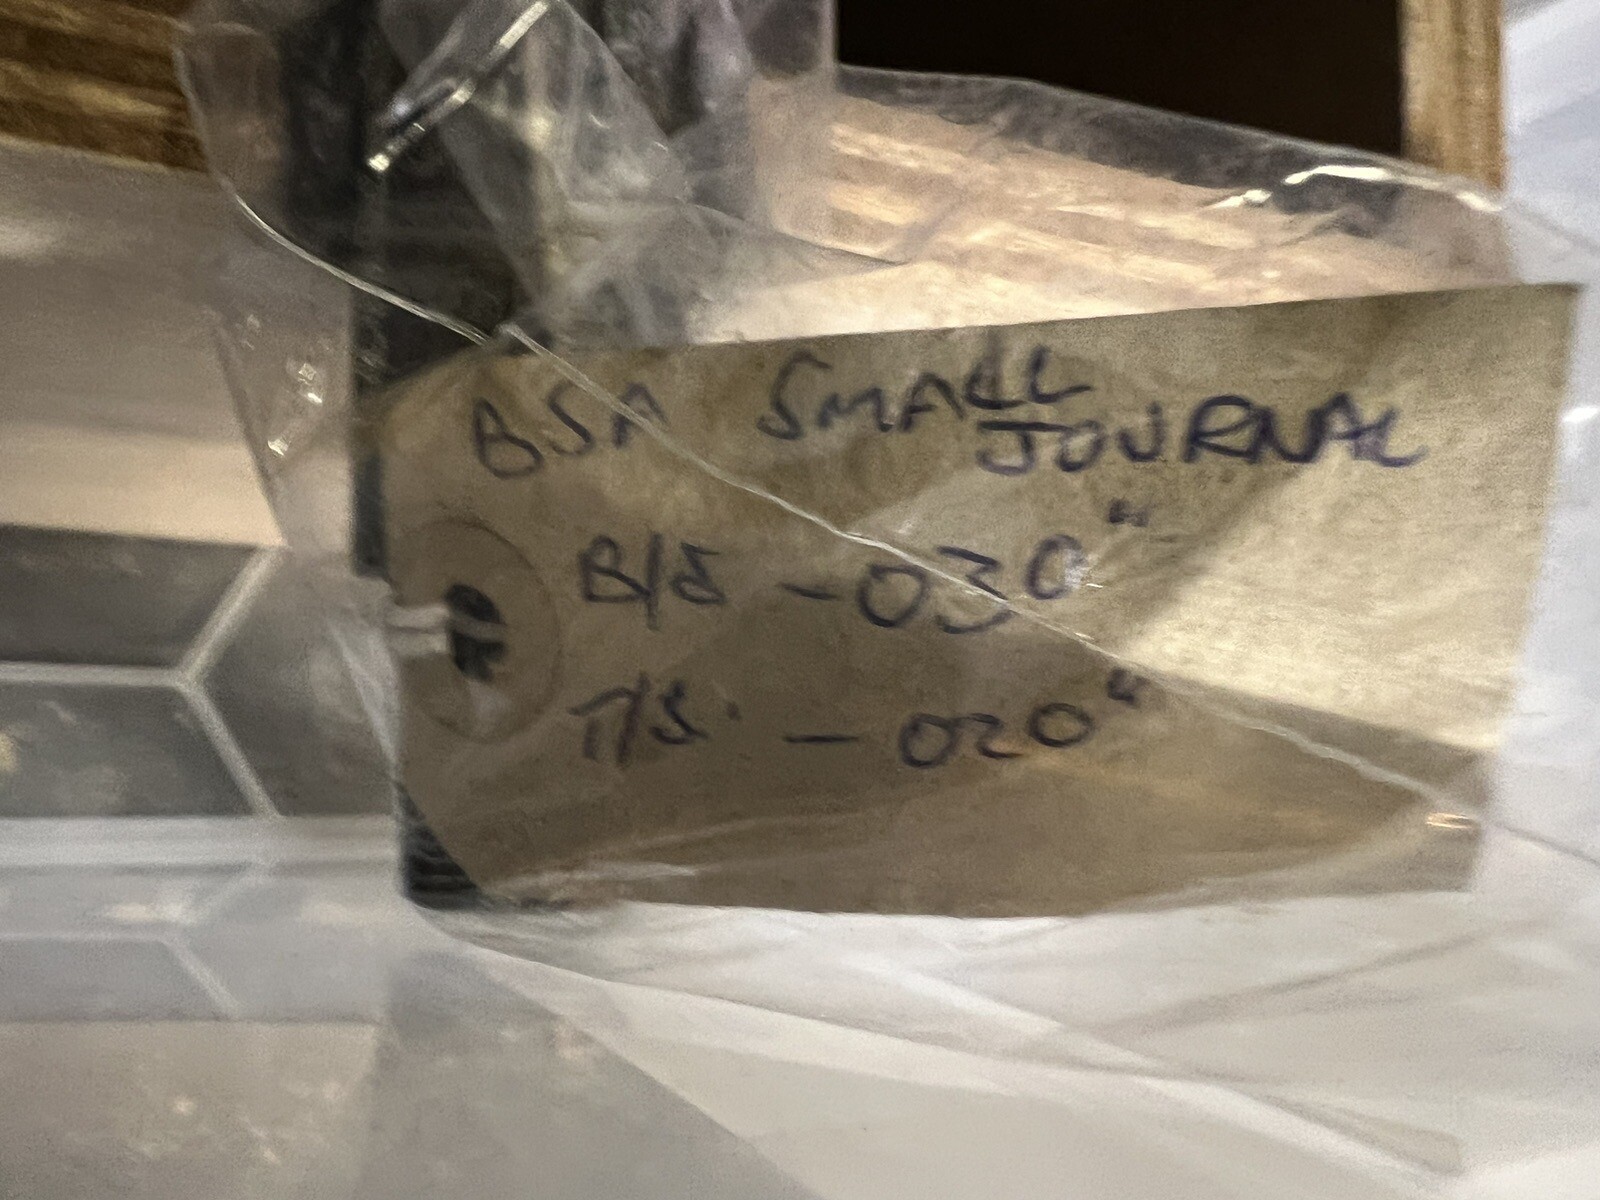 BSA SMALL
JOURNAL
B/E -030"
T/S. -020"